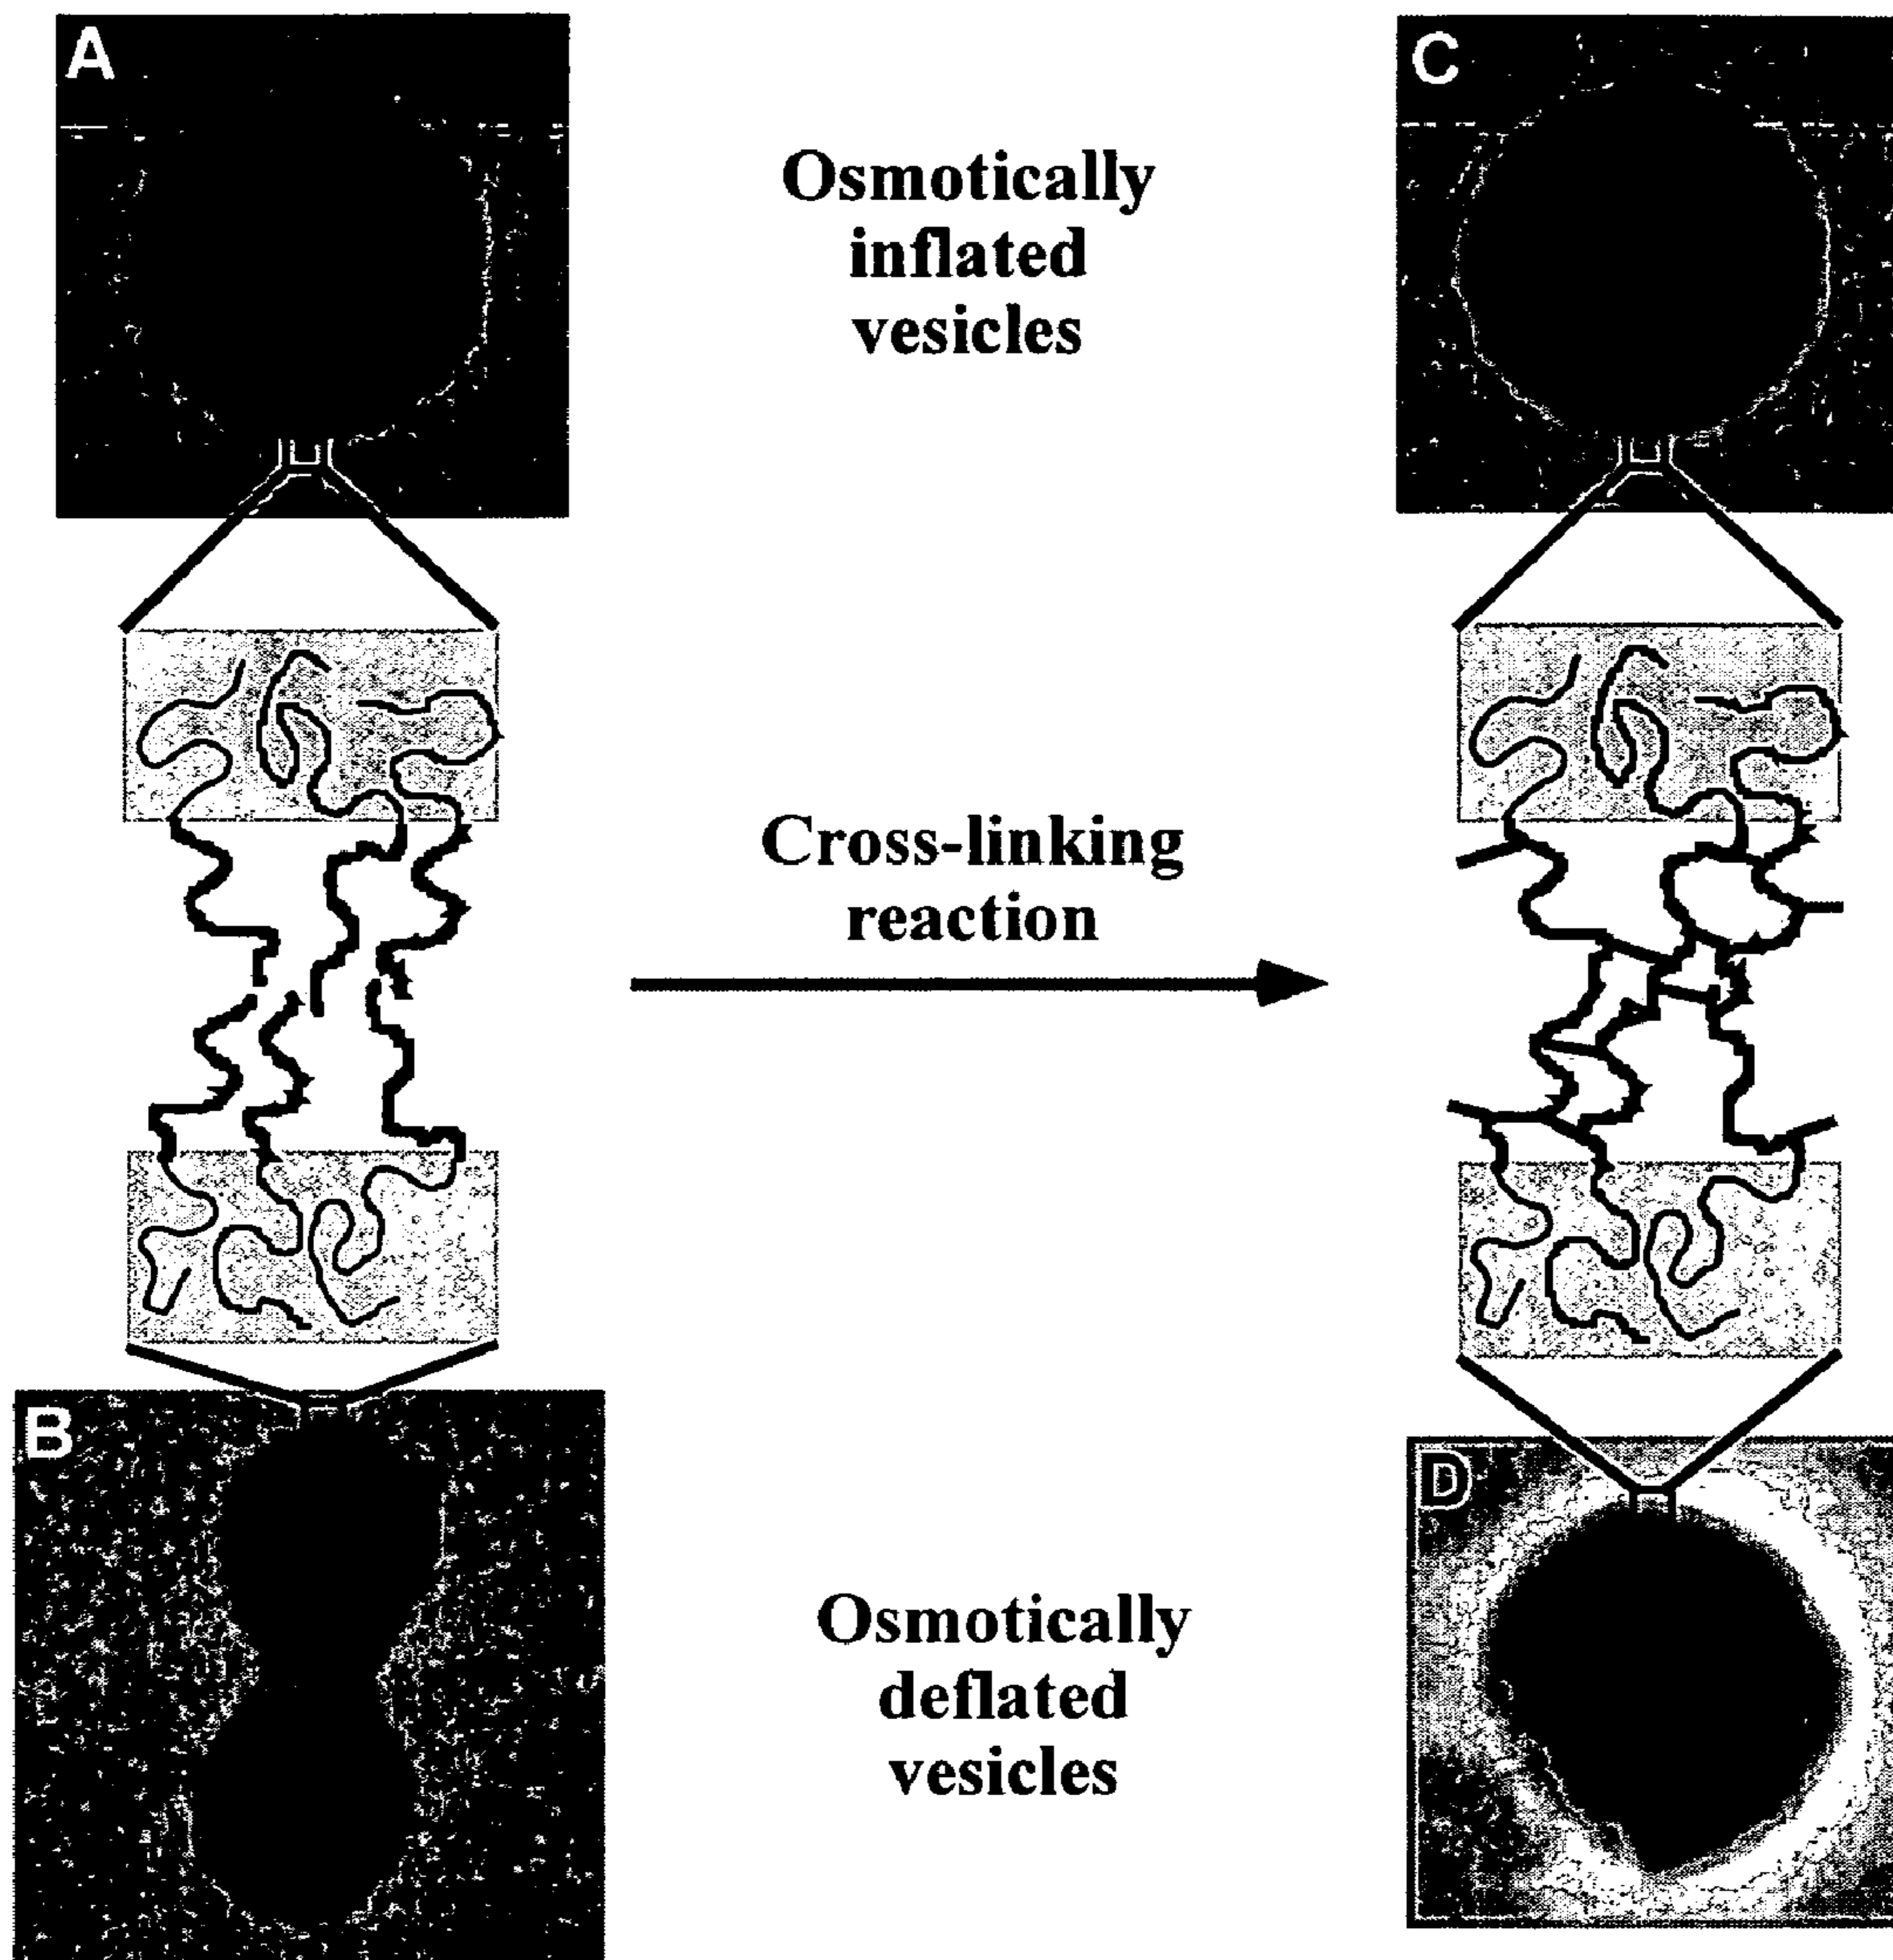 A
C
Osmotically
inflated
vesicles
Cross-linking
reaction
B
D
Osmotically
deflated
vesicles